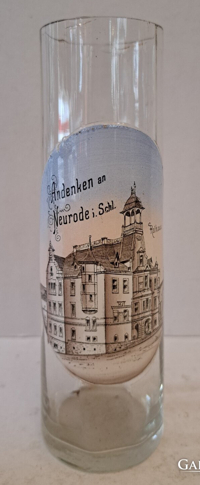 Andenken an
Neurode i. Schl.